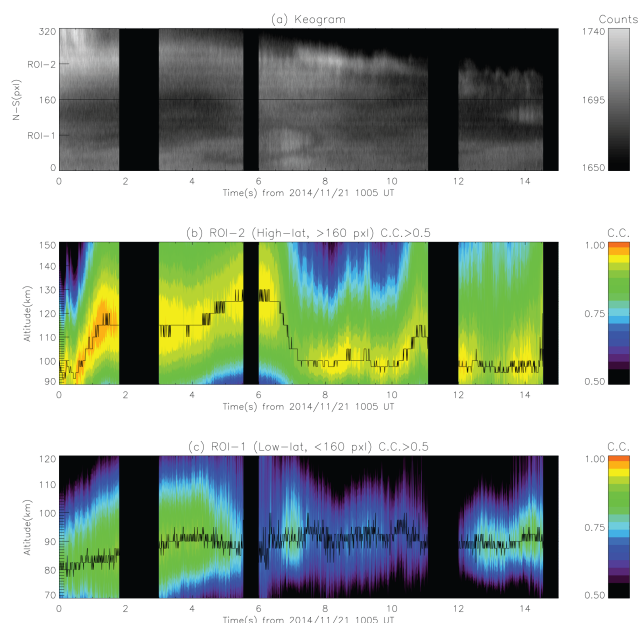 (a) Keogram
Counts
320
ROI-2
160
ROI-1
0
N-S(pxl)
1740
1695
1650
0 2 4 6 8 10 12 14
Time(s) from 2014/11/21 1005 UT
(b) ROI-2 (High-lat, >160 pxl) C.C.>0.5
C.C.
150
140
130
120
110
100
90
Altitude(km)
1.00
0.75
0.50
0 2 4 6 8 10 12 14
Time(s) from 2014/11/21 1005 UT
(c) ROI-1 (Low-lat, <160 pxl) C.C.>0.5
C.C.
120
110
100
90
80
70
Altitude(km)
1.00
0.75
0.50
0 2 4 6 8 10 12 14
Time(s) from 2014/11/21 1005 UT